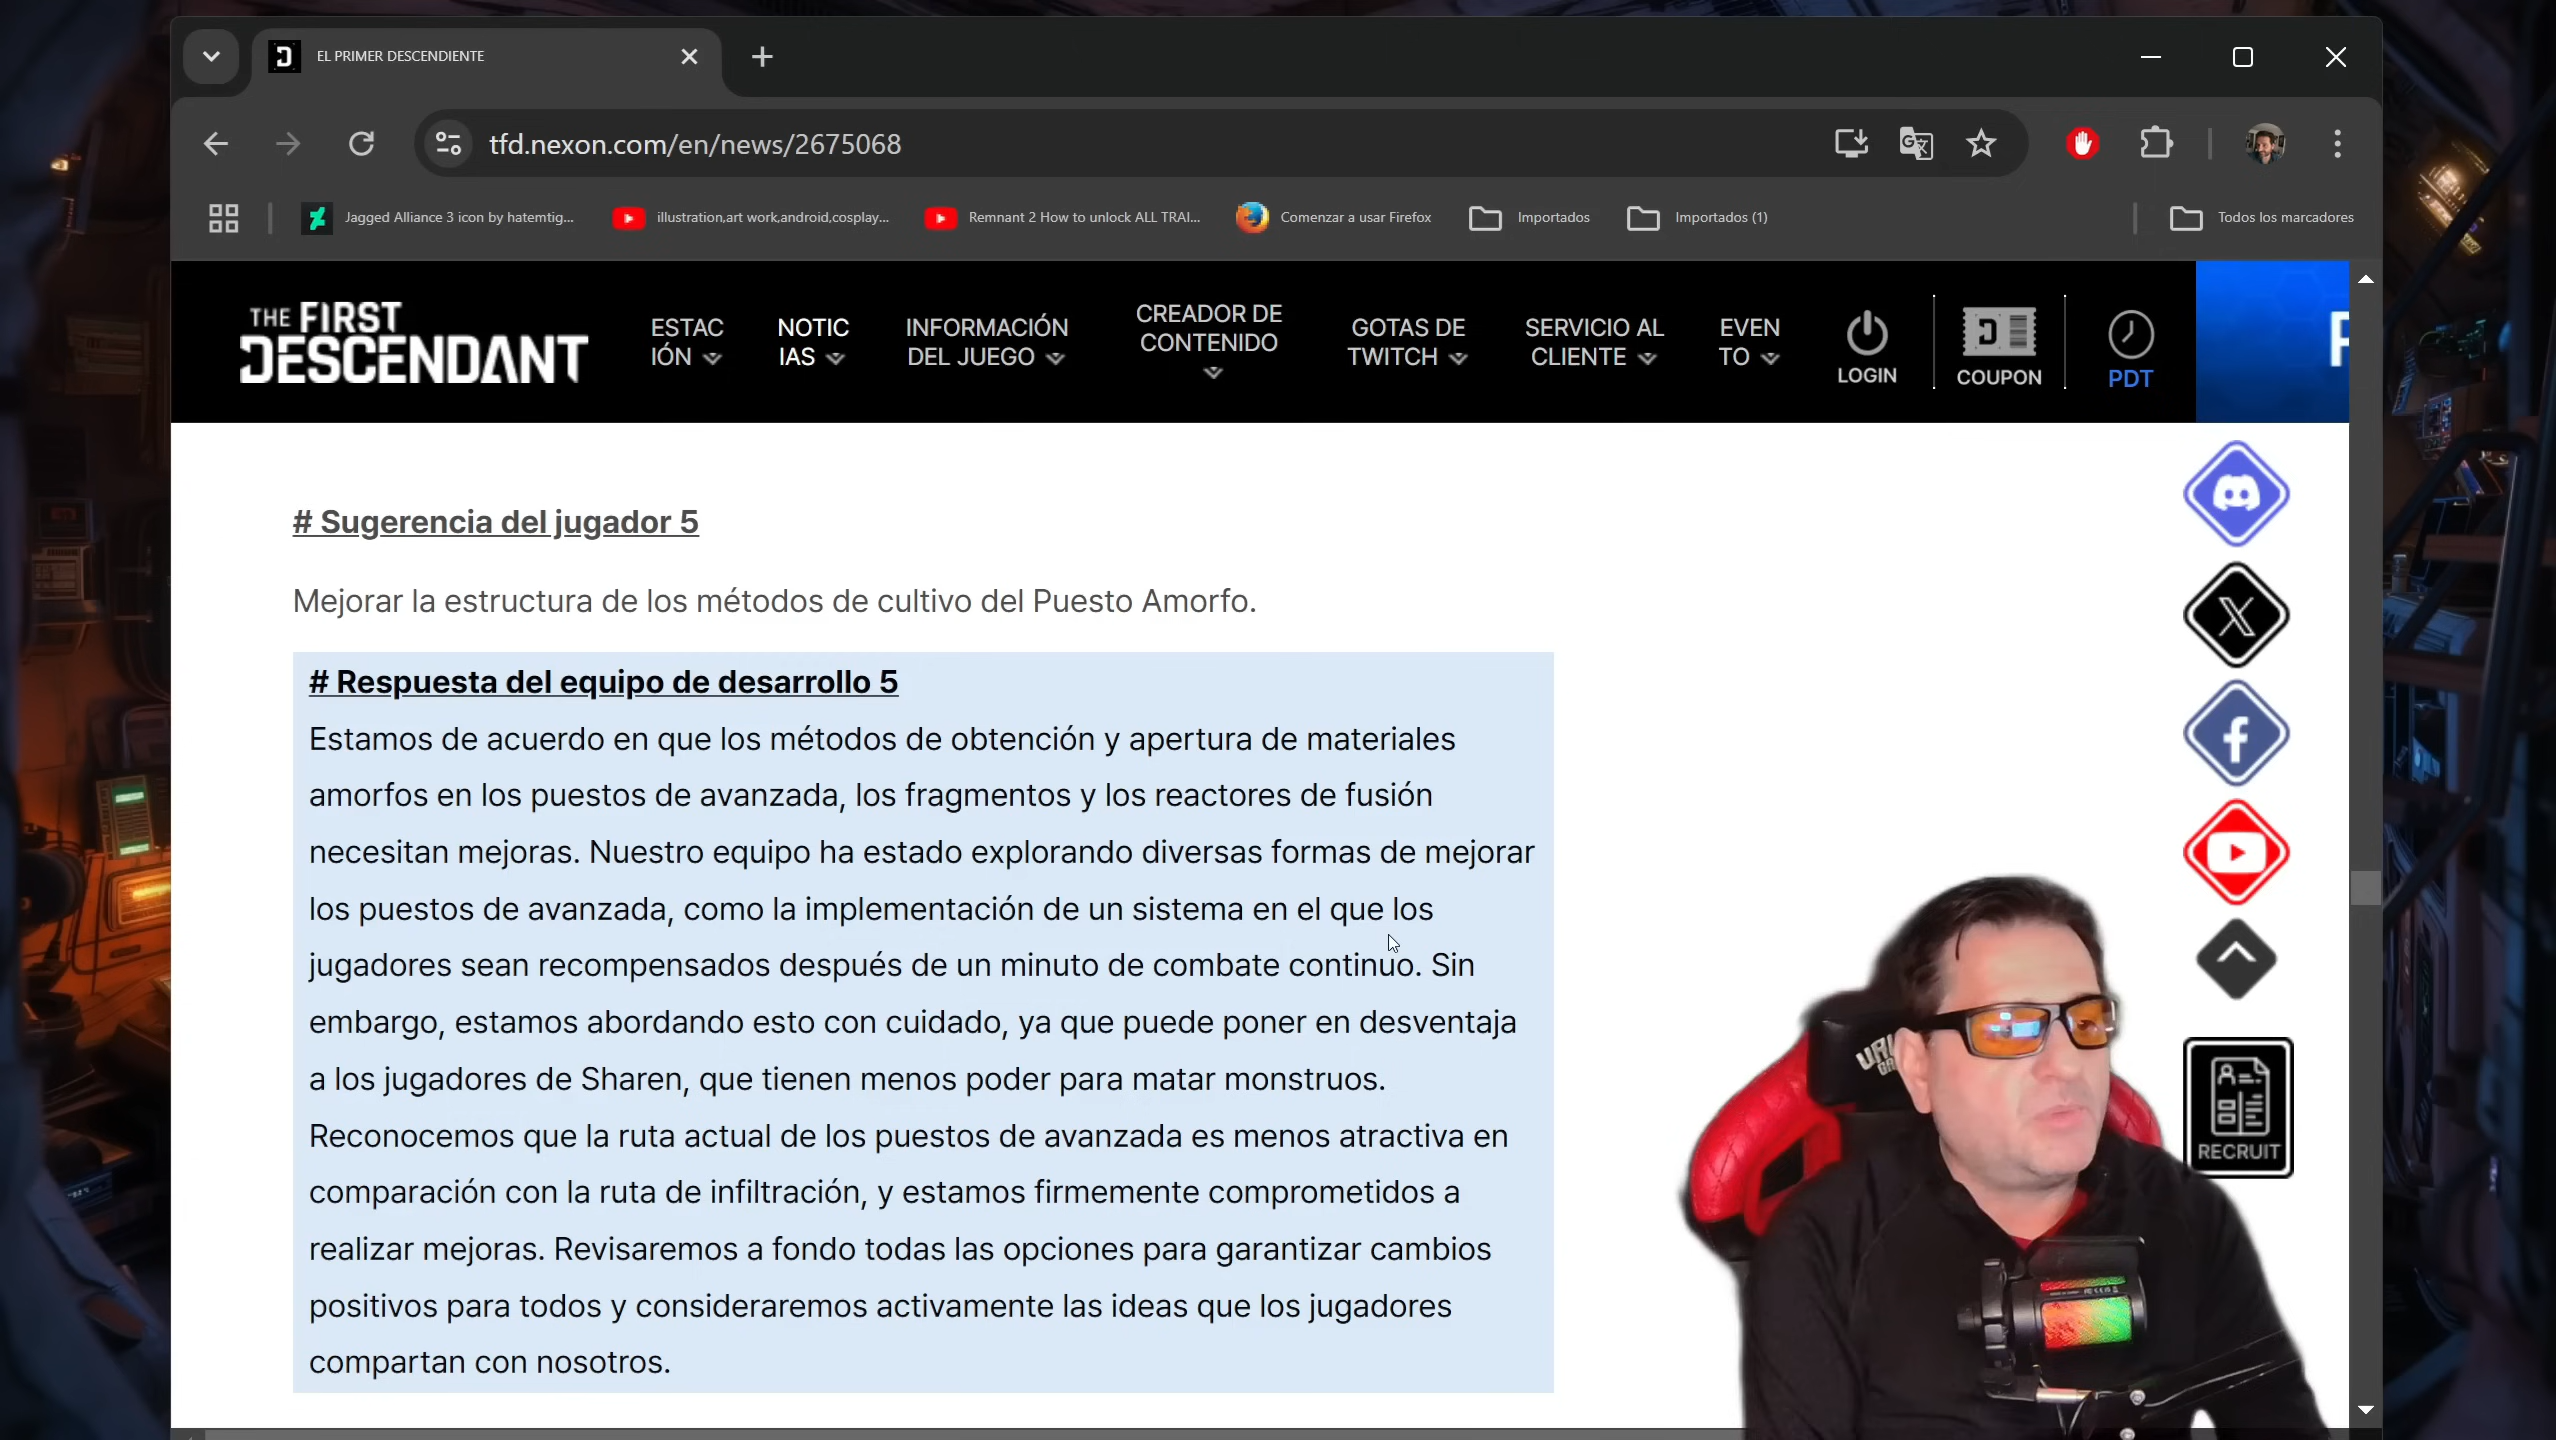 EL PRIMER DESCENDIENTE
tfd.nexon.com/en/news/2675068
Jagged Alliance 3 icon by hatemtig...
illustration,art work,android,cosplay...
Remnant 2 How to unlock ALL TRAI...
Comenzar a usar Firefox
Importados
Importados (1)
Todos los marcadores
THE FIRST
DESCENDANT
ESTAC
IÓN
NOTIC
IAS
INFORMACIÓN
DEL JUEGO
CREADOR DE
CONTENIDO
GOTAS DE
TWITCH
SERVICIO AL
CLIENTE
EVEN
TO
LOGIN
COUPON
PDT
# Sugerencia del jugador 5
Mejorar la estructura de los métodos de cultivo del Puesto Amorfo.
# Respuesta del equipo de desarrollo 5
Estamos de acuerdo en que los métodos de obtención y apertura de materiales
amorfos en los puestos de avanzada, los fragmentos y los reactores de fusión
necesitan mejoras. Nuestro equipo ha estado explorando diversas formas de mejorar
los puestos de avanzada, como la implementación de un sistema en el que los
jugadores sean recompensados después de un minuto de combate continuo. Sin
embargo, estamos abordando esto con cuidado, ya que puede poner en desventaja
a los jugadores de Sharen, que tienen menos poder para matar monstruos.
Reconocemos que la ruta actual de los puestos de avanzada es menos atractiva en
comparación con la ruta de infiltración, y estamos firmemente comprometidos a
realizar mejoras. Revisaremos a fondo todas las opciones para garantizar cambios
positivos para todos y consideraremos activamente las ideas que los jugadores
compartan con nosotros.
RECRUIT